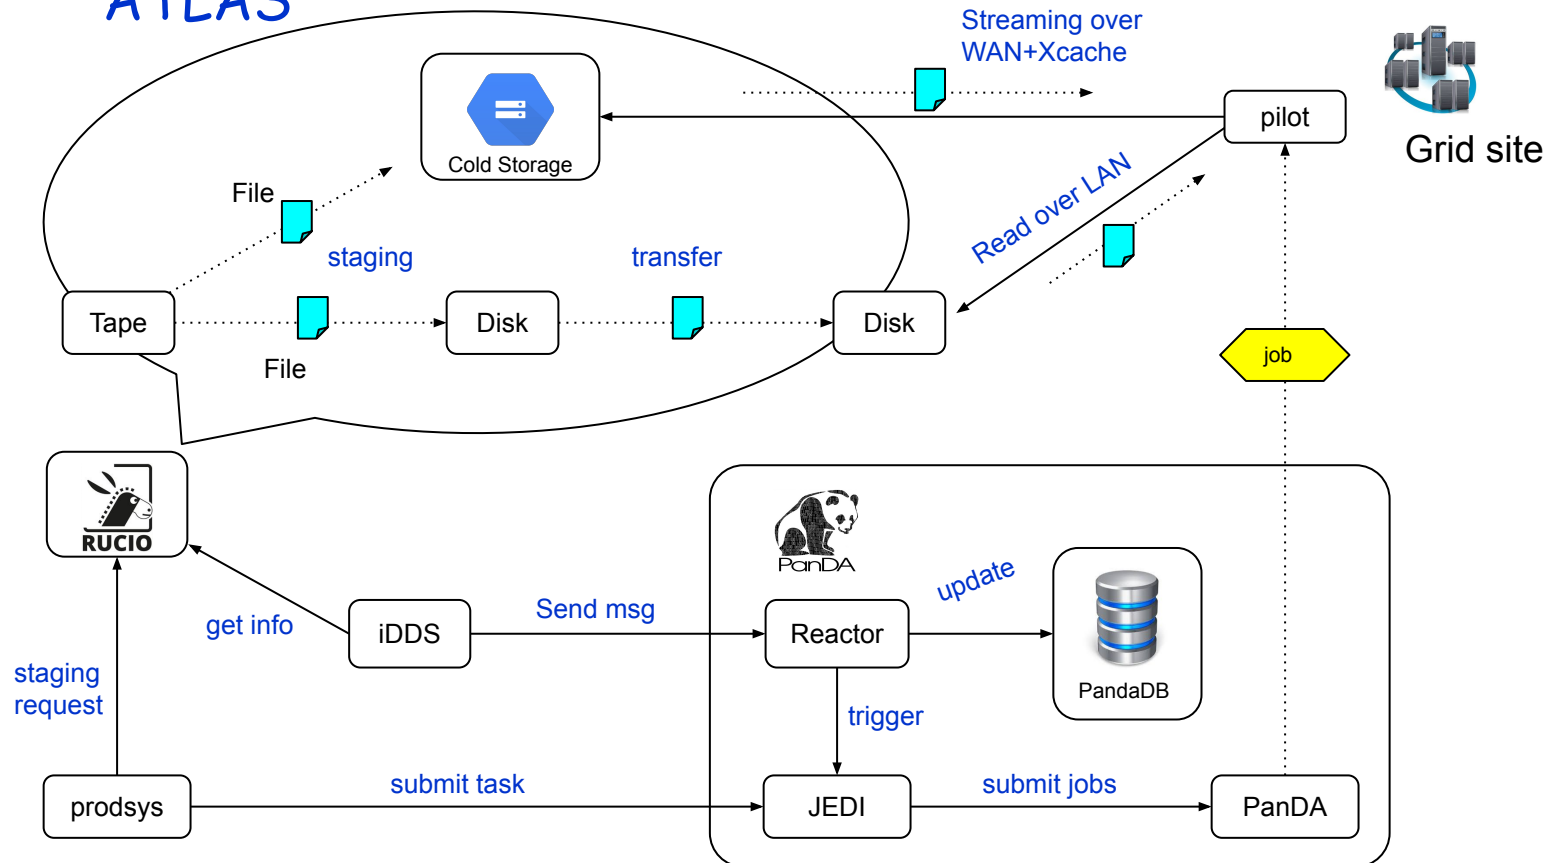 ATLAS
Streaming over
WAN+Xcache
pilot
Grid site
Cold Storage
File
Read over LAN
staging
transfer
Tape
Disk
Disk
File
job
RUCIO
PanDA
get info
iDDS
Send msg
Reactor
update
PandaDB
staging
request
trigger
prodsys
submit task
JEDI
submit jobs
PanDA